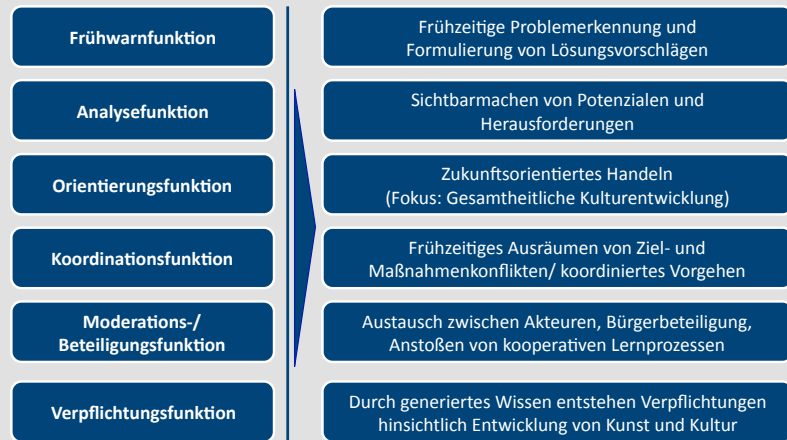 Frühwarnfunktion
Frühzeitige Problemerkennung und
Formulierung von Lösungsvorschlägen
Analysefunktion
Sichtbarmachen von Potenzialen und
Herausforderungen
Orientierungsfunktion
Zukunftsorientiertes Handeln
(Fokus: Gesamtheitliche Kulturentwicklung)
Koordinationsfunktion
Frühzeitiges Ausräumen von Ziel- und
Maßnahmenkonflikten/ koordiniertes Vorgehen
Moderations-/
Beteiligungsfunktion
Austausch zwischen Akteuren, Bürgerbeteiligung,
Anstoßen von kooperativen Lernprozessen
Verpflichtungsfunktion
Durch generiertes Wissen entstehen Verpflichtungen
hinsichtlich Entwicklung von Kunst und Kultur